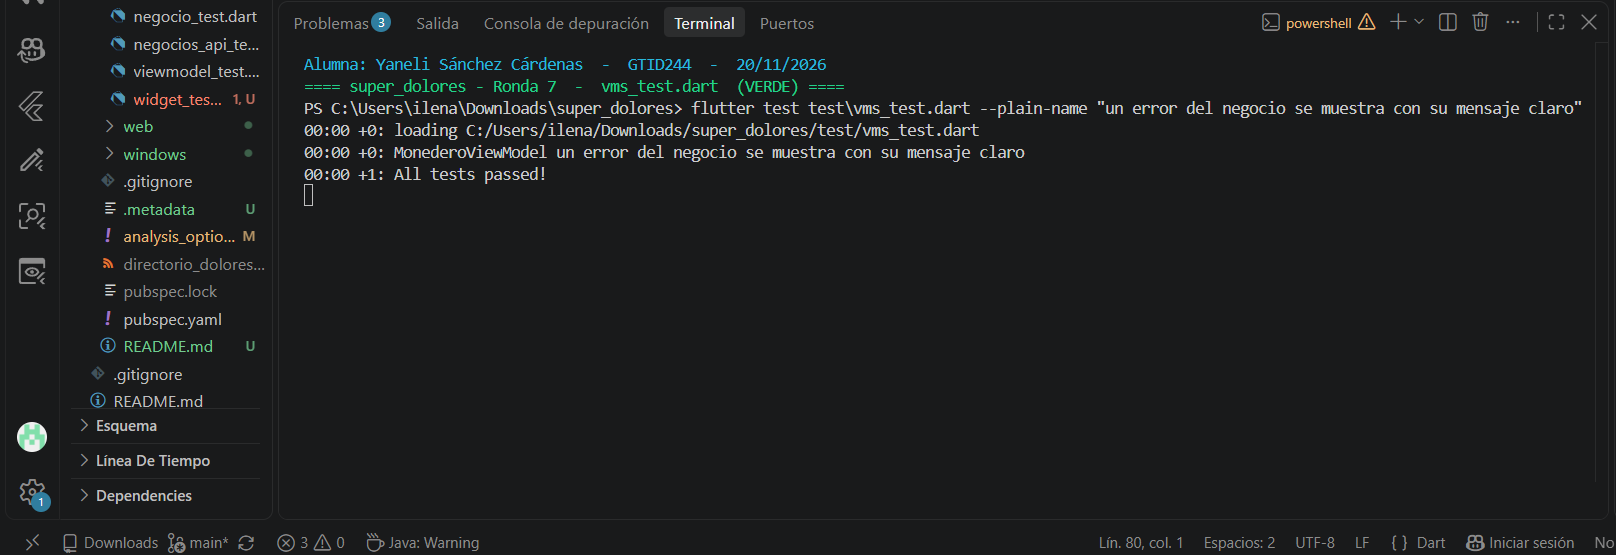 negocio_test.dart
negocios_api_te...
viewmodel_test....
widget_tes... 1, U
web
windows
.gitignore
.metadata U
analysis_optio... M
directorio_dolores...
pubspec.lock
pubspec.yaml
README.md U
.gitignore
README.md
Esquema
Línea De Tiempo
Dependencies
1
Problemas 3 Salida Consola de depuración Terminal Puertos
powershell
Alumna: Yaneli Sánchez Cárdenas - GTID244 - 20/11/2026
==== super_dolores - Ronda 7 - vms_test.dart (VERDE) ====
PS C:\Users\ilena\Downloads\super_dolores> flutter test test\vms_test.dart --plain-name "un error del negocio se muestra con su mensaje claro"
00:00 +0: loading C:/Users/ilena/Downloads/super_dolores/test/vms_test.dart
00:00 +0: MonederoViewModel un error del negocio se muestra con su mensaje claro
00:00 +1: All tests passed!
Downloads main* 3 0 Java: Warning Lín. 80, col. 1 Espacios: 2 UTF-8 LF { } Dart Iniciar sesión No